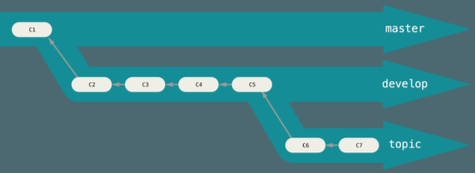 C1 master
C2 C3 C4 C5 develop
C6 C7 topic